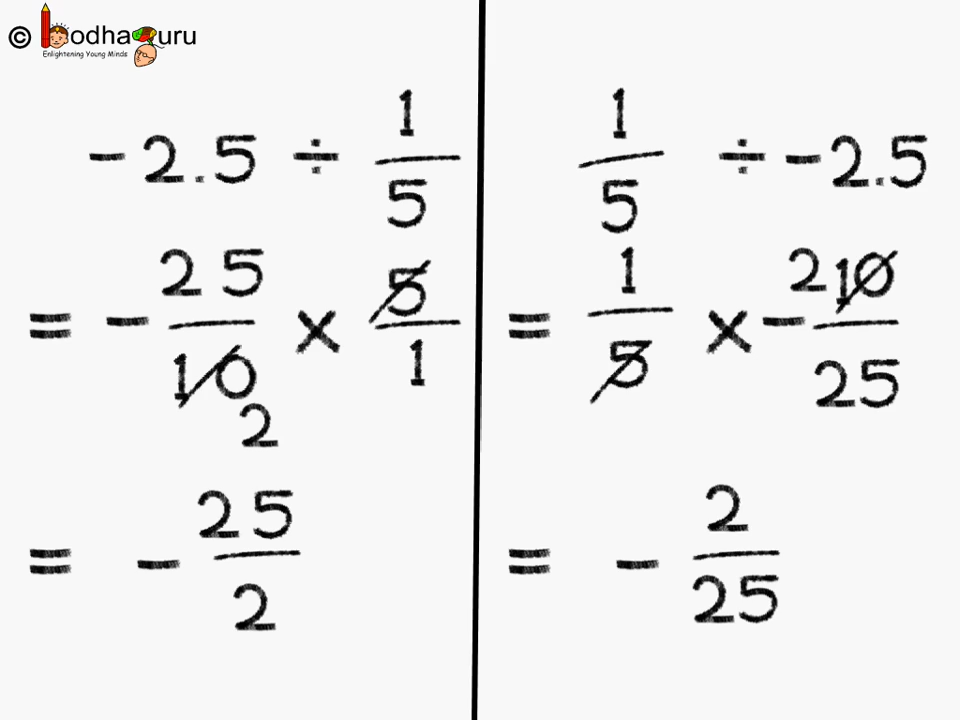 © BodhaGuru
Enlightening Young Minds
-2.5 ÷ 1/5
= - 25/10 2 × 5/1
= - 25/2
1/5 ÷ -2.5
= 1/5 × - 2 10/25
= - 2/25